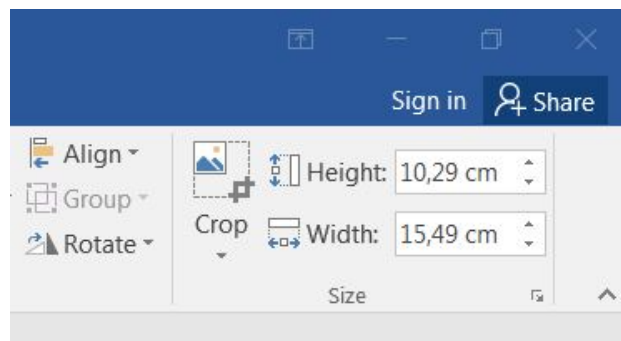 Sign in Share
Align Height: 10,29 cm
Group
Crop Width: 15,49 cm
Rotate
Size